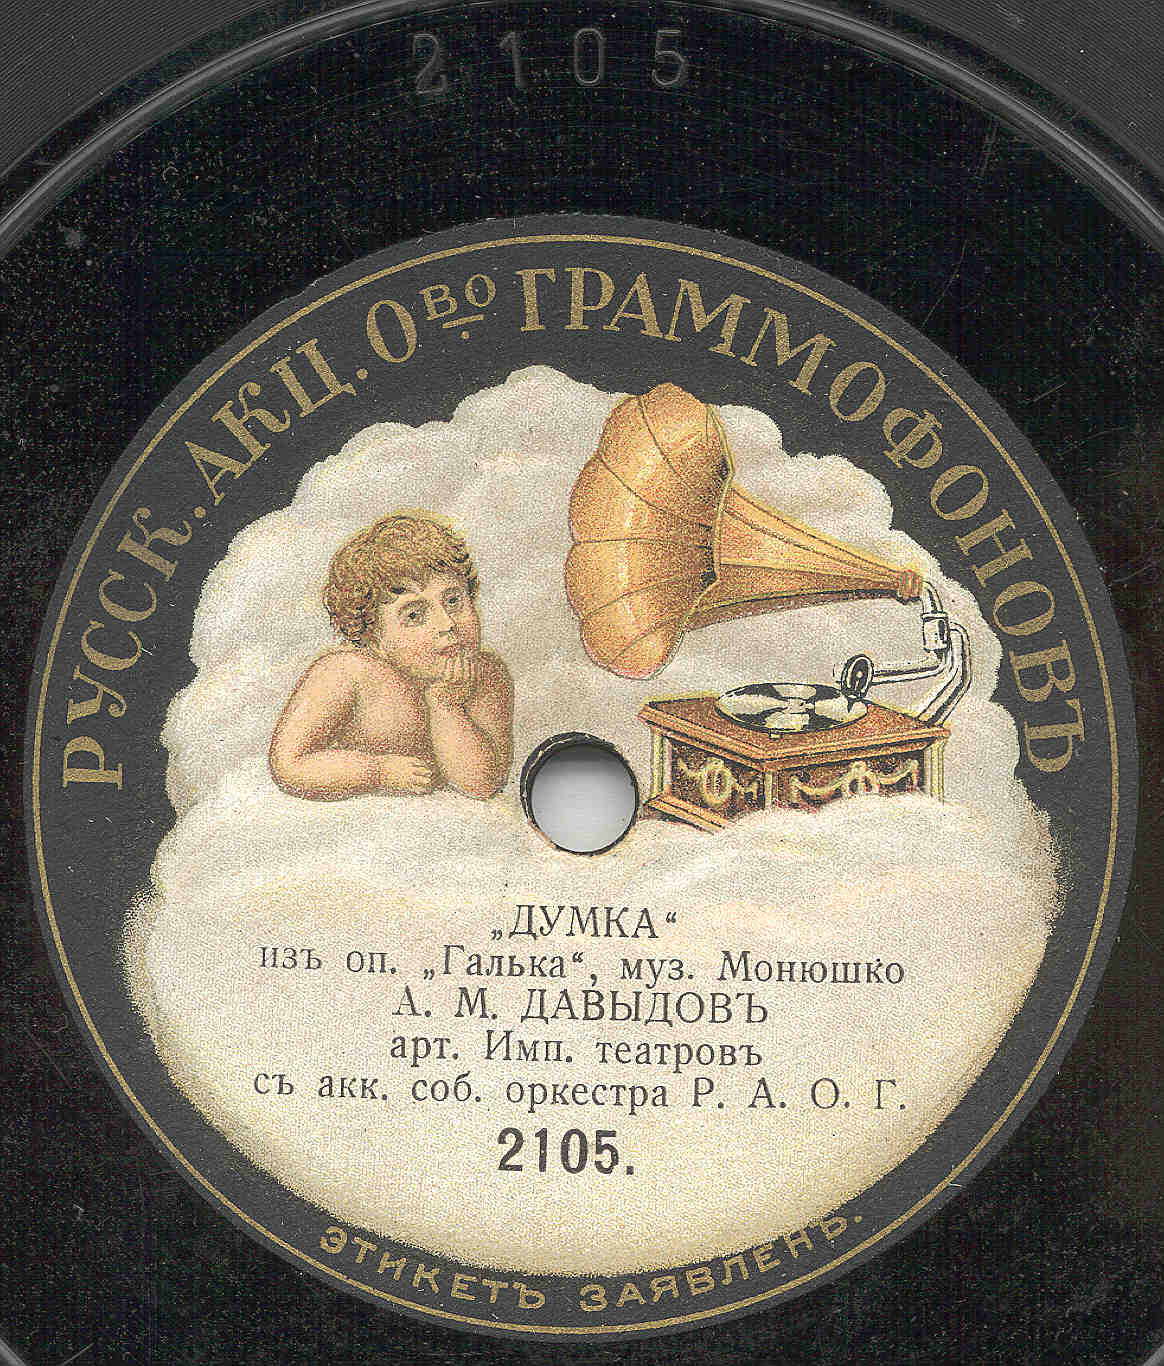 2105
РУССК. АКЦ. Ово ГРАММОФОНОВЪ
„ДУМКА“
изъ оп. „Галька“, муз. Монюшко
А. М. ДАВЫДОВЪ
арт. Имп. театровъ
съ акк. соб. оркестра Р. А. О. Г.
2105.
ЭТИКЕТЪ ЗАЯВЛЕНЪ.